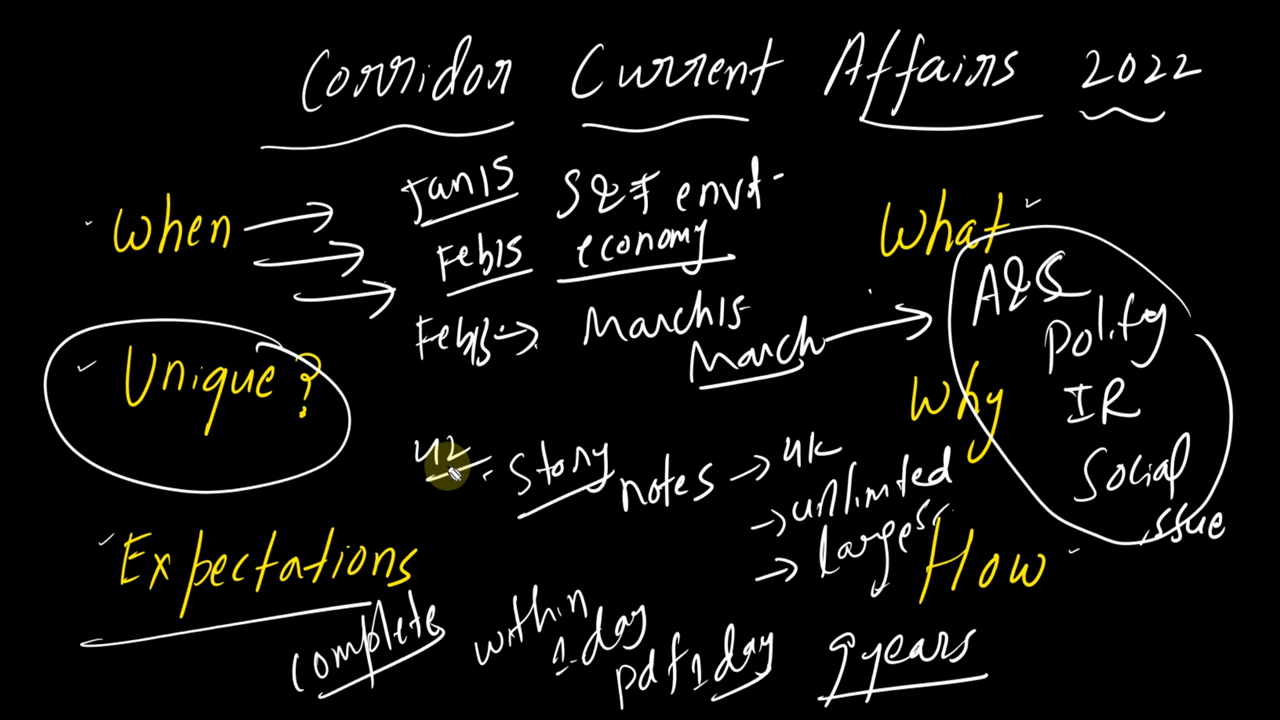 Corridor Current Affairs 2022
When
Jan15 S&T envt
Feb15 economy
Feb15 → March15
March
What
A&C
Polity
IR
Social
issue
Unique?
Why
42 = Story notes → 4k
→ unlimited
→ largest
Expectations
How
complete within 1 day
pdf 1 day 9 years